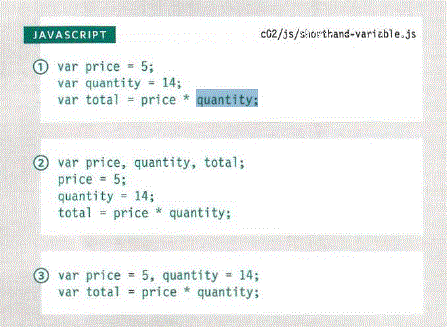 JAVASCRIPT
c02/js/shorthand-variable.js
1 var price = 5;
var quantity = 14;
var total = price * quantity;
2 var price, quantity, total;
price = 5;
quantity = 14;
total = price * quantity;
3 var price = 5, quantity = 14;
var total = price * quantity;